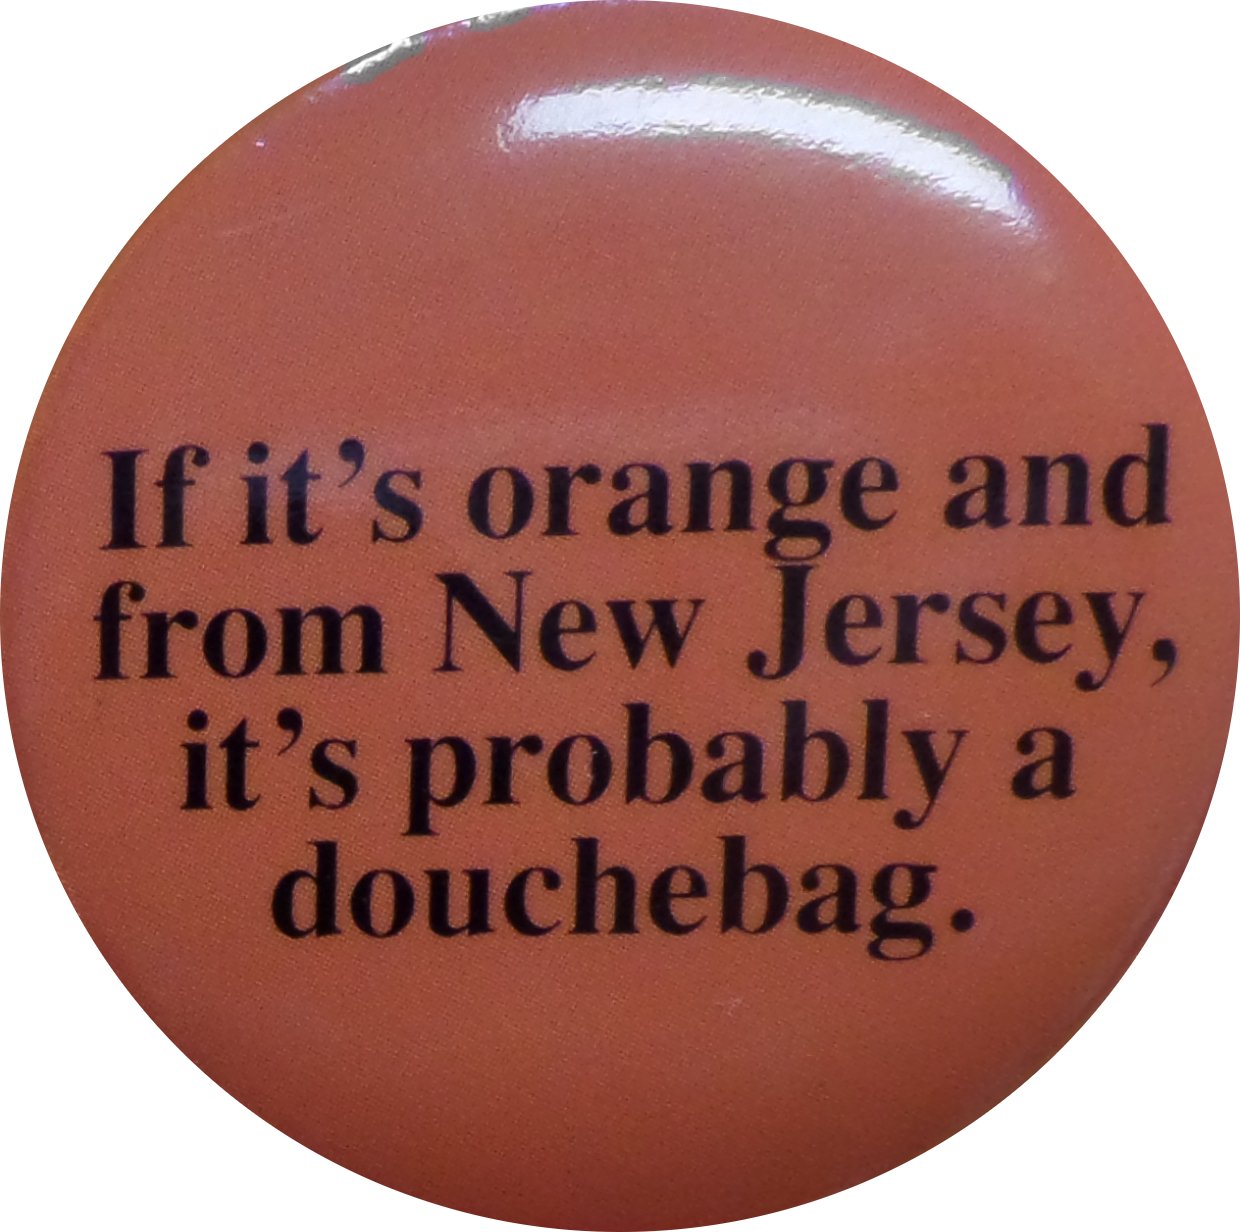 If it’s orange and
from New Jersey,
it’s probably a
douchebag.